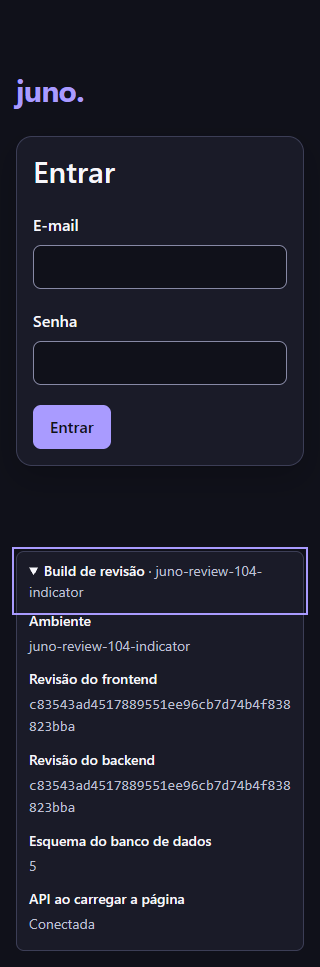 juno.
Entrar
E-mail
Senha
Entrar
▼ Build de revisão · juno-review-104-
indicator
Ambiente
juno-review-104-indicator
Revisão do frontend
c83543ad4517889551ee96cb7d74b4f838
823bba
Revisão do backend
c83543ad4517889551ee96cb7d74b4f838
823bba
Esquema do banco de dados
5
API ao carregar a página
Conectada